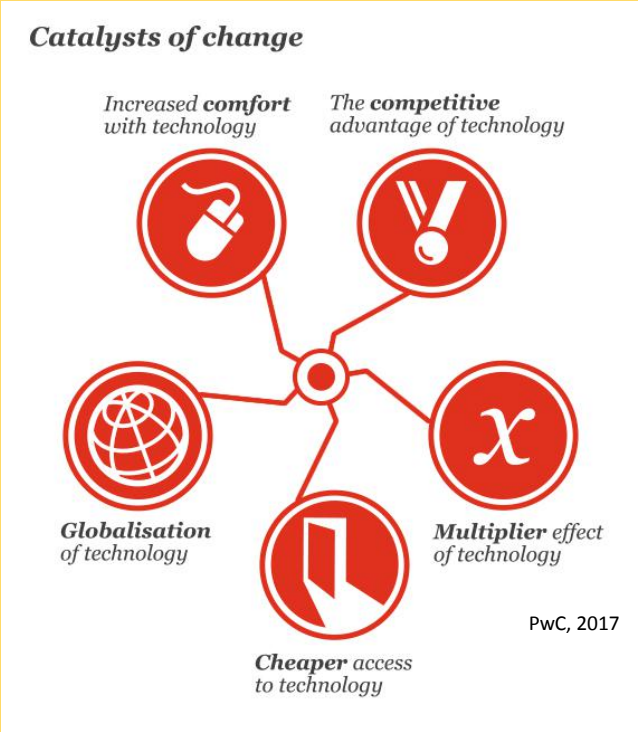 Catalysts of change
Increased comfort
with technology
The competitive
advantage of technology
Globalisation
of technology
x
Multiplier effect
of technology
Cheaper access
to technology
PwC, 2017